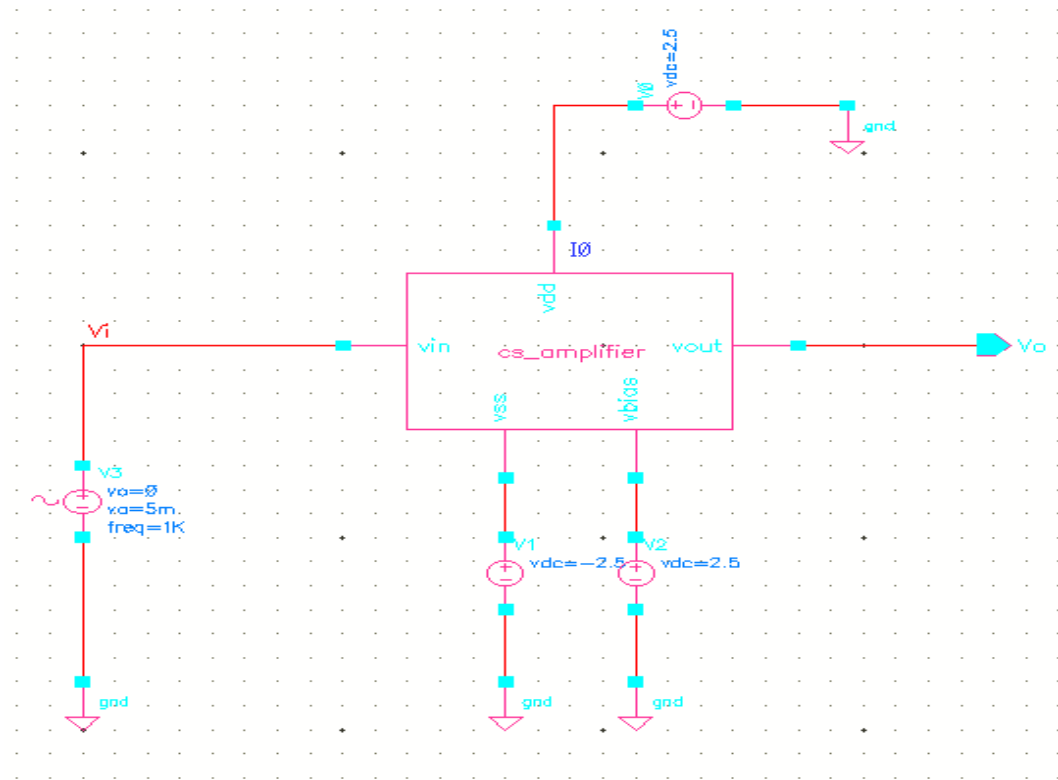 vdc=2.5
V0
gnd
I0
vdd
Vi
vin
cs_amplifier
vout
Vo
vss
vbias
V3
vo=0
va=5m
freq=1K
V1
vdc=-2.5
V2
vdc=2.5
gnd
gnd
gnd